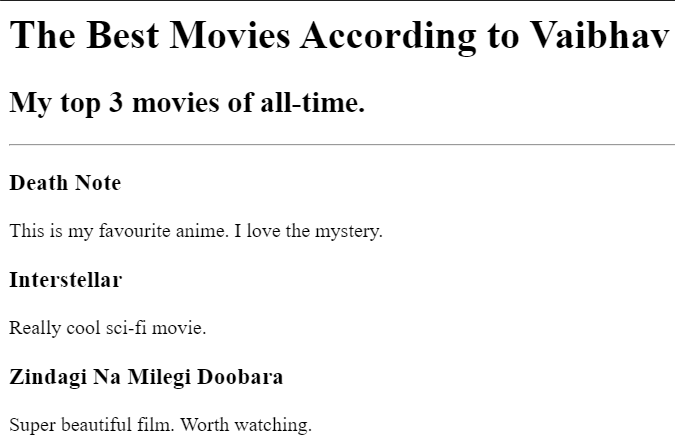 The Best Movies According to Vaibhav
My top 3 movies of all-time.
Death Note
This is my favourite anime. I love the mystery.
Interstellar
Really cool sci-fi movie.
Zindagi Na Milegi Doobara
Super beautiful film. Worth watching.